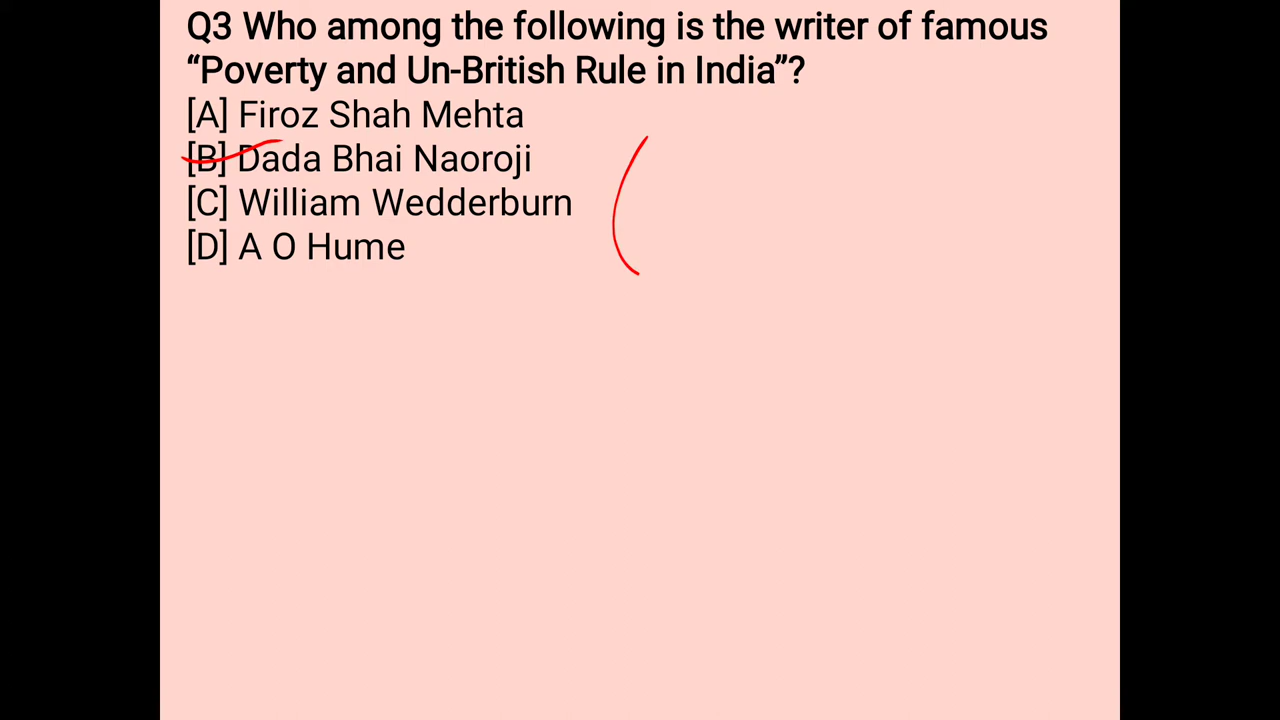 Q3 Who among the following is the writer of famous
“Poverty and Un-British Rule in India”?
[A] Firoz Shah Mehta
[B] Dada Bhai Naoroji
[C] William Wedderburn
[D] A O Hume